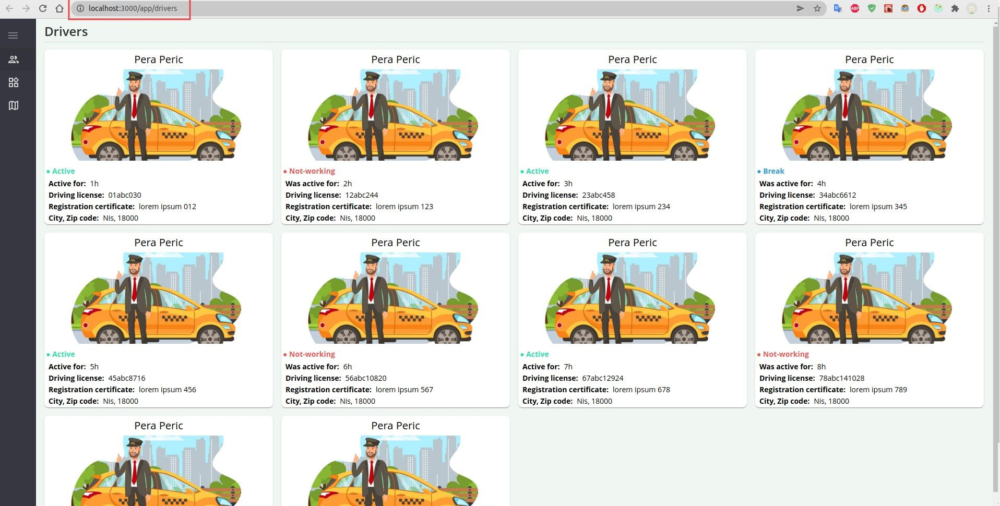 localhost:3000/app/drivers
ABP
Drivers
Pera Peric
● Active
Active for: 1h
Driving license: 01abc030
Registration certificate: lorem ipsum 012
City, Zip code: Nis, 18000
Pera Peric
● Not-working
Was active for: 2h
Driving license: 12abc244
Registration certificate: lorem ipsum 123
City, Zip code: Nis, 18000
Pera Peric
● Active
Active for: 3h
Driving license: 23abc458
Registration certificate: lorem ipsum 234
City, Zip code: Nis, 18000
Pera Peric
● Break
Was active for: 4h
Driving license: 34abc6612
Registration certificate: lorem ipsum 345
City, Zip code: Nis, 18000
Pera Peric
● Active
Active for: 5h
Driving license: 45abc8716
Registration certificate: lorem ipsum 456
City, Zip code: Nis, 18000
Pera Peric
● Not-working
Was active for: 6h
Driving license: 56abc10820
Registration certificate: lorem ipsum 567
City, Zip code: Nis, 18000
Pera Peric
● Active
Active for: 7h
Driving license: 67abc12924
Registration certificate: lorem ipsum 678
City, Zip code: Nis, 18000
Pera Peric
● Not-working
Was active for: 8h
Driving license: 78abc141028
Registration certificate: lorem ipsum 789
City, Zip code: Nis, 18000
Pera Peric
Pera Peric